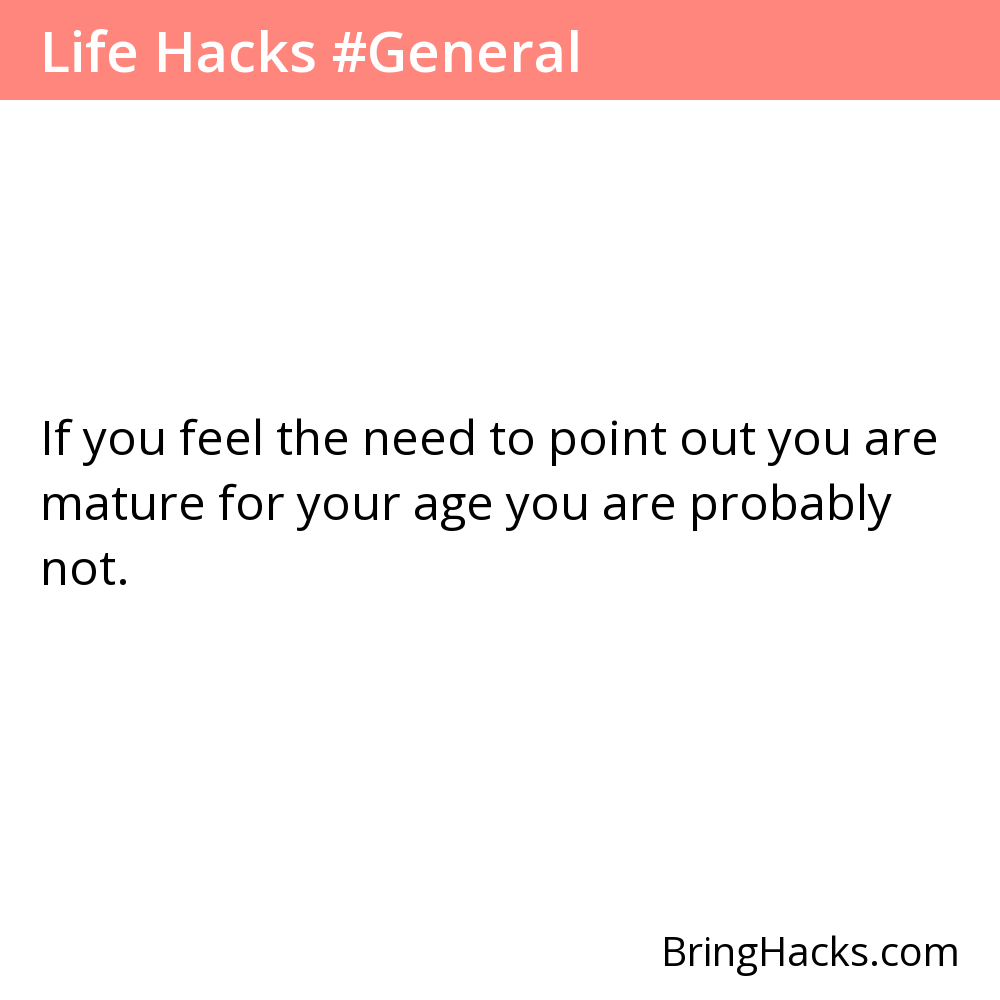 Life Hacks #General
If you feel the need to point out you are
mature for your age you are probably
not.
BringHacks.com